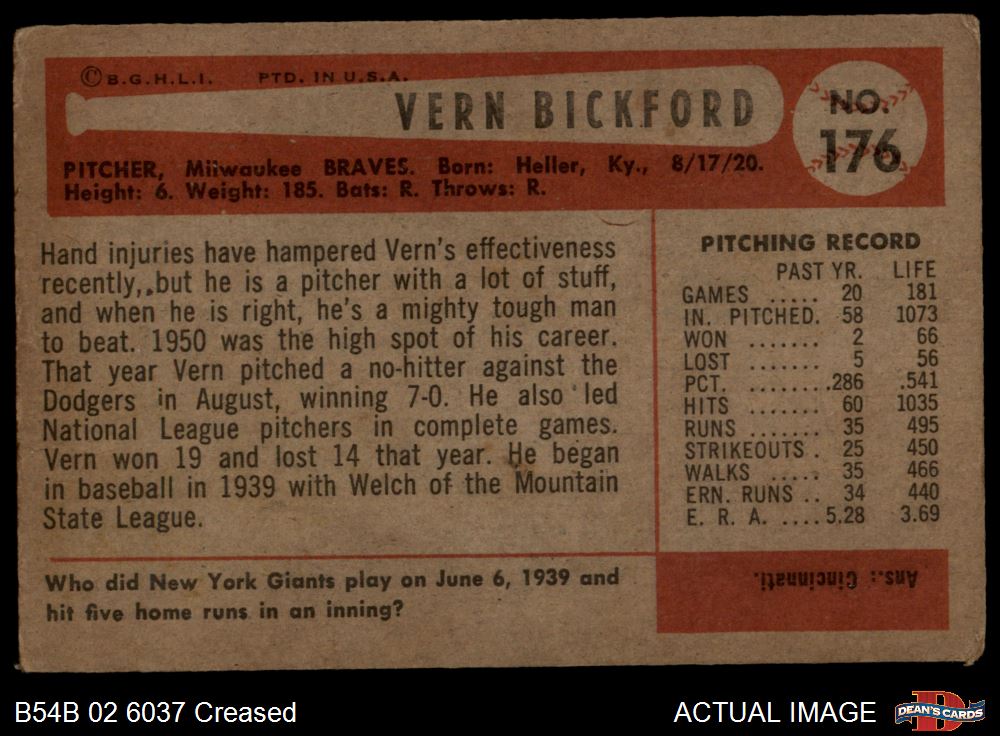 ©B.G.H.L.I. PTD. IN U.S.A.
VERN BICKFORD
NO.
176
PITCHER, Milwaukee BRAVES. Born: Heller, Ky., 8/17/20.
Height: 6. Weight: 185. Bats: R. Throws: R.
Hand injuries have hampered Vern's effectiveness
recently, but he is a pitcher with a lot of stuff,
and when he is right, he's a mighty tough man
to beat. 1950 was the high spot of his career.
That year Vern pitched a no-hitter against the
Dodgers in August, winning 7-0. He also led
National League pitchers in complete games.
Vern won 19 and lost 14 that year. He began
in baseball in 1939 with Welch of the Mountain
State League.
PITCHING RECORD
PAST YR. LIFE
GAMES ..... 20 181
IN. PITCHED. 58 1073
WON ....... 2 66
LOST ....... 5 56
PCT. ........ .286 .541
HITS ....... 60 1035
RUNS ....... 35 495
STRIKEOUTS . 25 450
WALKS ..... 35 466
ERN. RUNS .. 34 440
E. R. A. .... 5.28 3.69
Who did New York Giants play on June 6, 1939 and
hit five home runs in an inning?
Ans.: Cincinnati.
B54B 02 6037 Creased
ACTUAL IMAGE
DEAN'S CARDS